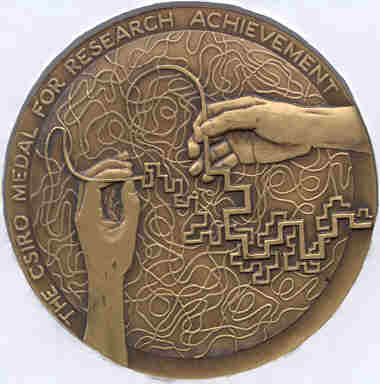 THE CSIRO MEDAL FOR RESEARCH ACHIEVEMENT